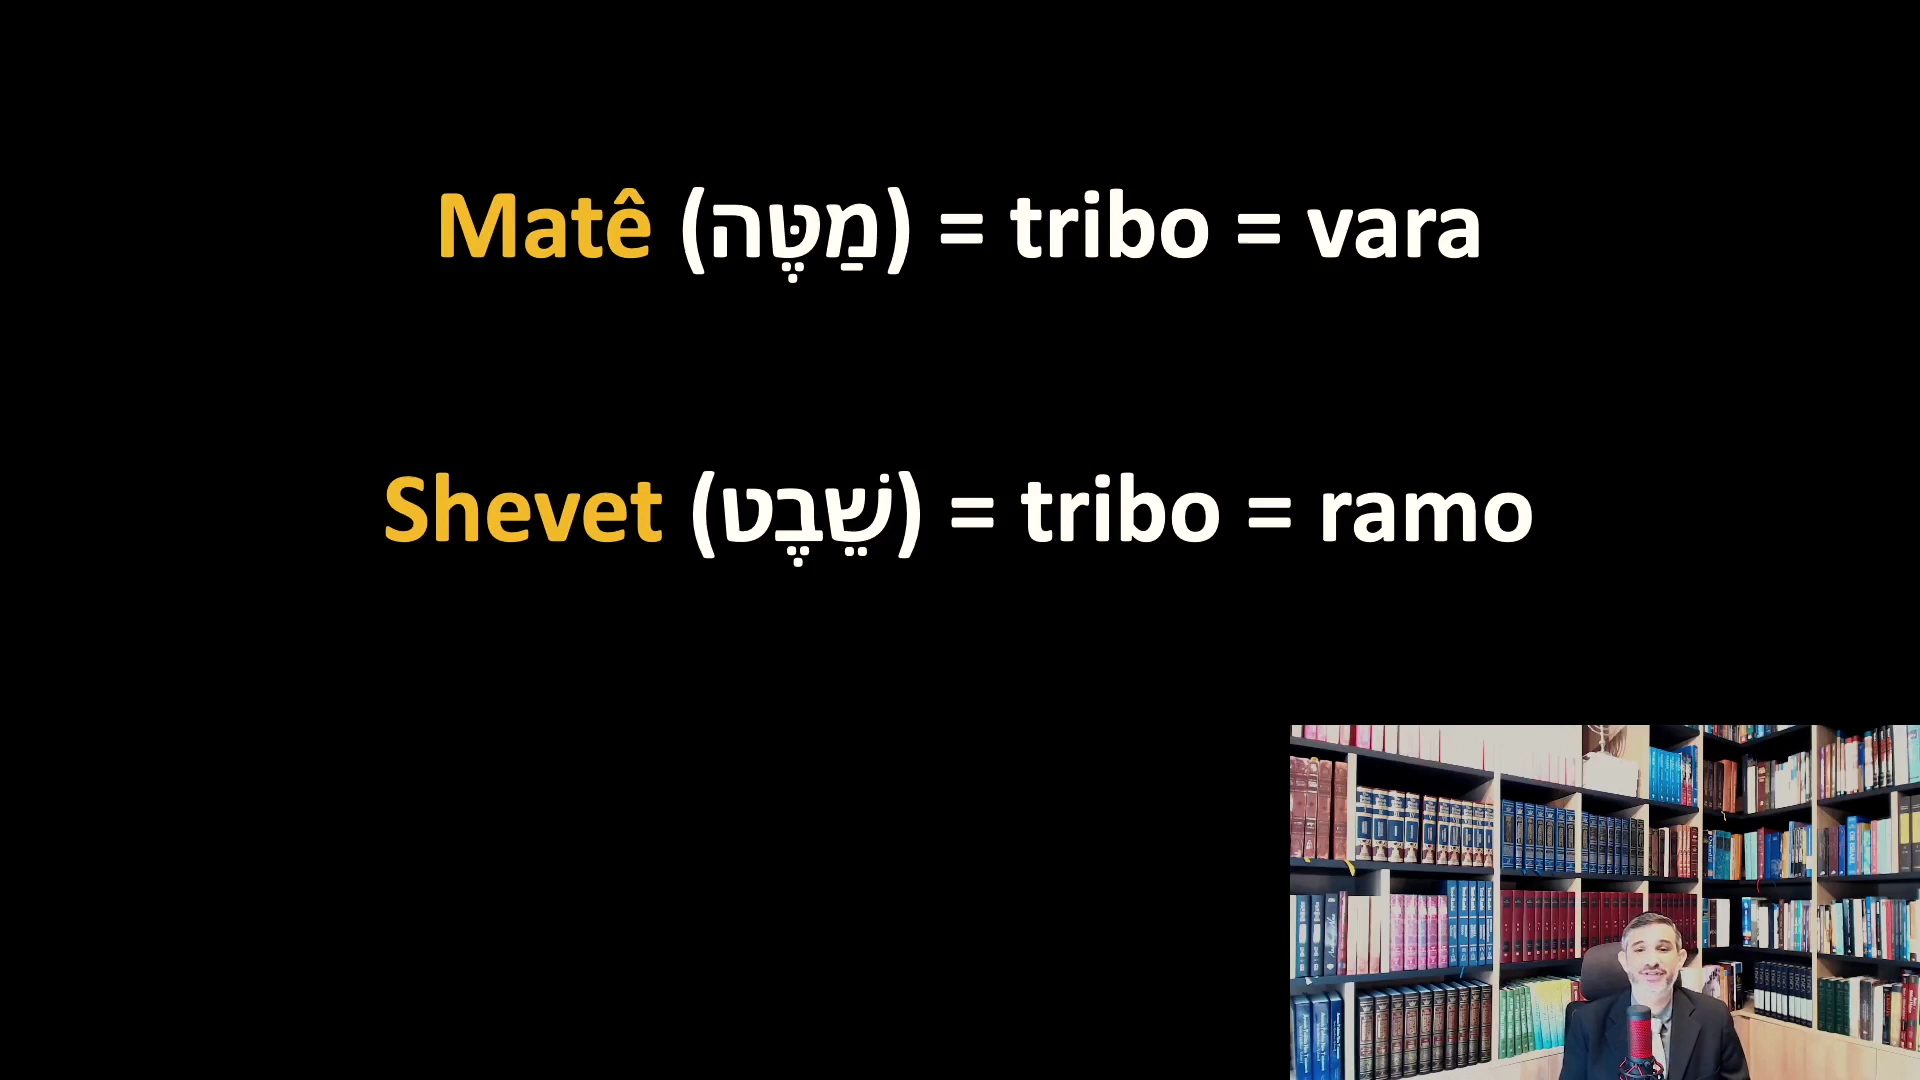 Matê (מַטֶּה) = tribo = vara
Shevet (שֵׁבֶט) = tribo = ramo